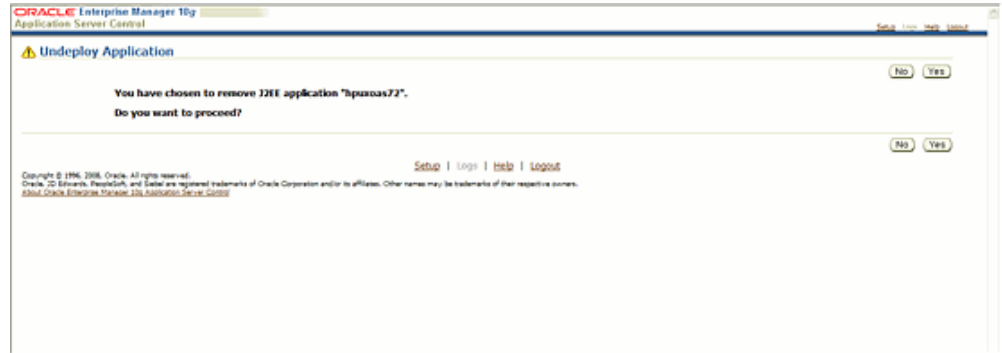 ORACLE Enterprise Manager 10g
Application Server Control
Setup Logs Help Logout
Undeploy Application
No Yes
You have chosen to remove J2EE application "hpuxoas72".
Do you want to proceed?
No Yes
Setup | Logs | Help | Logout
Copyright © 1996, 2008, Oracle. All rights reserved.
Oracle, JD Edwards, PeopleSoft, and Siebel are registered trademarks of Oracle Corporation and/or its affiliates. Other names may be trademarks of their respective owners.
About Oracle Enterprise Manager 10g Application Server Control